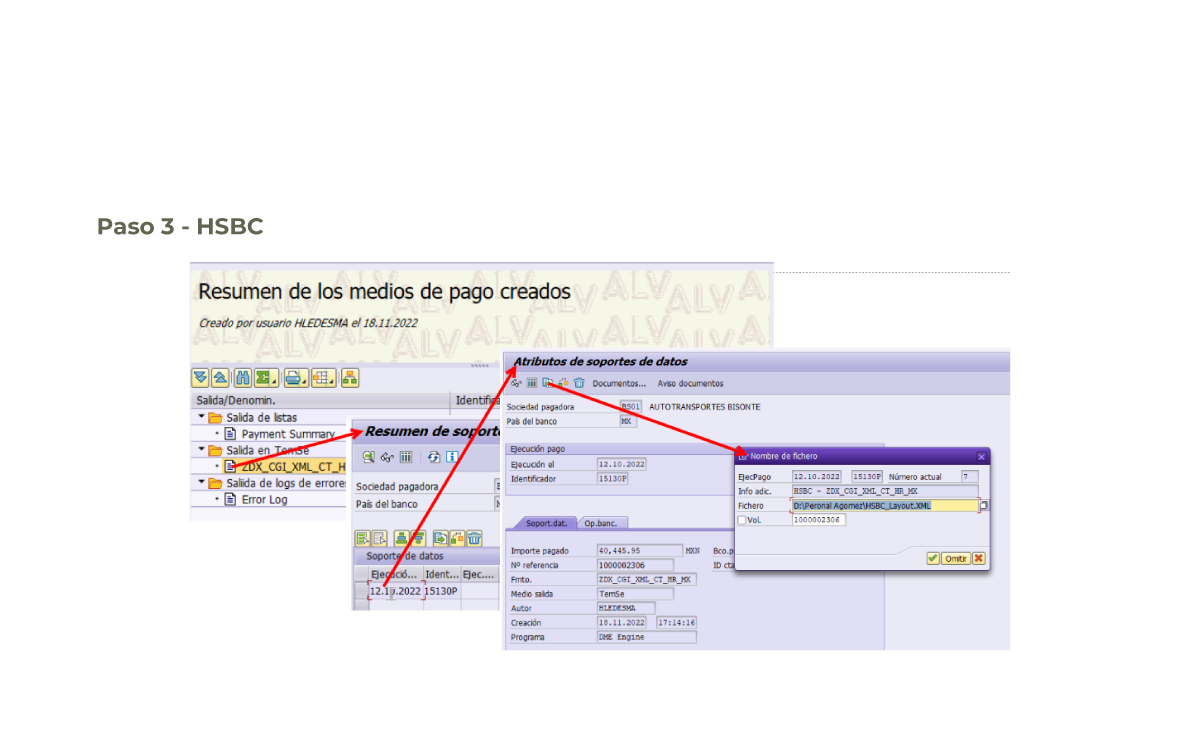 Paso 3 - HSBC
Resumen de los medios de pago creados
Creado por usuario HLEDESMA el 18.11.2022
Salida/Denomin.
Salida de listas
Payment Summary
Salida en TemSe
ZDX_CGI_XML_CT_H
Salida de logs de errores
Error Log
Resumen de soport
Sociedad pagadora
País del banco
Soporte de datos
Ejecució... Ident... Ejec....
12.10.2022 15130P
Atributos de soportes de datos
Documentos... Aviso documentos
Sociedad pagadora BS01 AUTOTRANSPORTES BISONTE
País del banco MX
Ejecución pago
Ejecución el 12.10.2022
Identificador 15130P
Soport.dat. Op.banc.
Importe pagado 40,445.95 MXN Bco.p
Nº referencia 1000002306 ID cta
Fmto. ZDX_CGI_XML_CT_HR_MX
Medio salida TemSe
Autor HLEDESMA
Creación 18.11.2022 17:14:16
Programa DME Engine
Nombre de fichero
EjecPago 12.10.2022 15130P Número actual 7
Info adic. HSBC - ZDX_CGI_XML_CT_HR_MX
Fichero D:\Peronal Agomez\HSBC_Layout.XML
Vol. 1000002306
Omitir